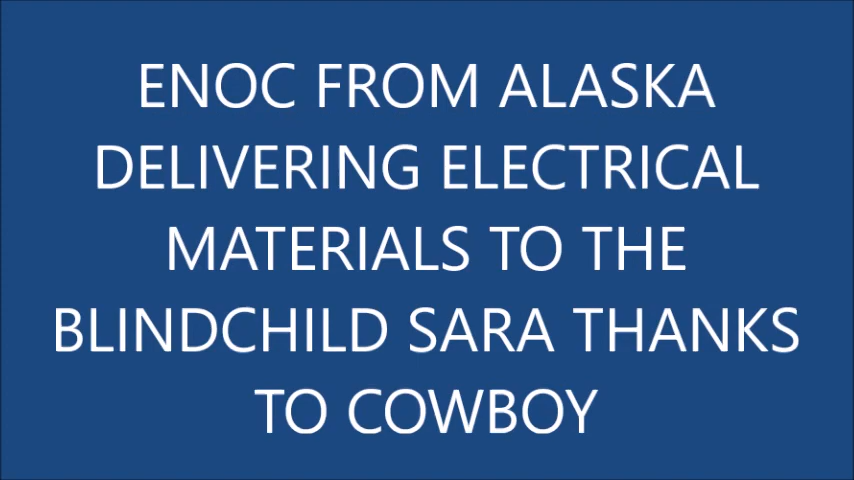 ENOC FROM ALASKA
DELIVERING ELECTRICAL
MATERIALS TO THE
BLINDCHILD SARA THANKS
TO COWBOY